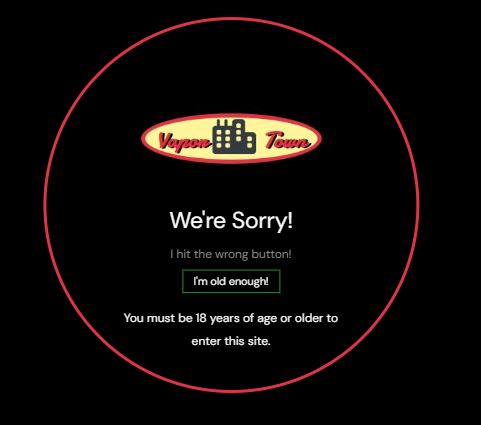 Vapor Town
We're Sorry!
I hit the wrong button!
I'm old enough!
You must be 18 years of age or older to
enter this site.